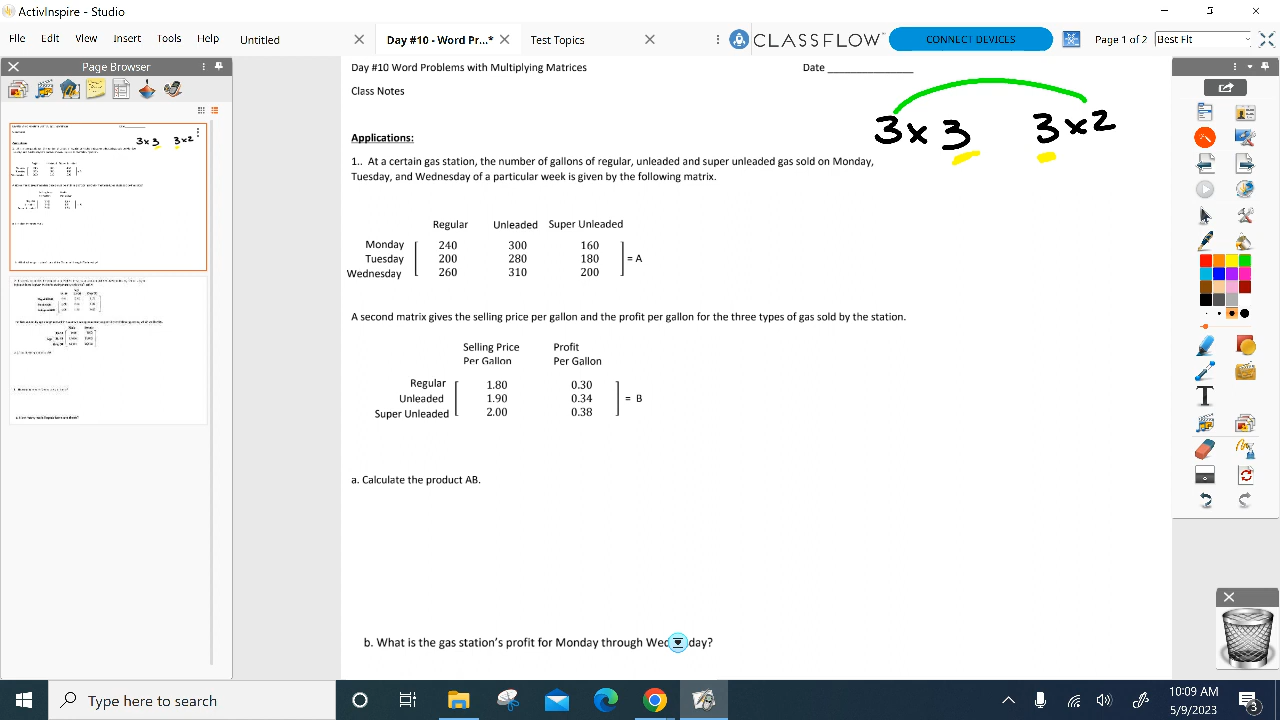 ActivInspire - Studio
File Edit View Insert Tools Help Untitled Day #10 - Word Pr...* Test Topics CLASSFLOW CONNECT DEVICES Page 1 of 2 Best Fit
Page Browser
3x3 3x2
Day #10 Word Problems with Multiplying Matrices Date _______________
Class Notes
3x3 3x2
Applications:
1.. At a certain gas station, the number of gallons of regular, unleaded and super unleaded gas sold on Monday,
Tuesday, and Wednesday of a particular week is given by the following matrix.
Regular Unleaded Super Unleaded
Monday 240 300 160
Tuesday 200 280 180 = A
Wednesday 260 310 200
A second matrix gives the selling price per gallon and the profit per gallon for the three types of gas sold by the station.
Selling Price Profit
Per Gallon Per Gallon
Regular 1.80 0.30
Unleaded 1.90 0.34 = B
Super Unleaded 2.00 0.38
a. Calculate the product AB.
b. What is the gas station's profit for Monday through Wed day?
Type here to search
10:09 AM
5/9/2023
3